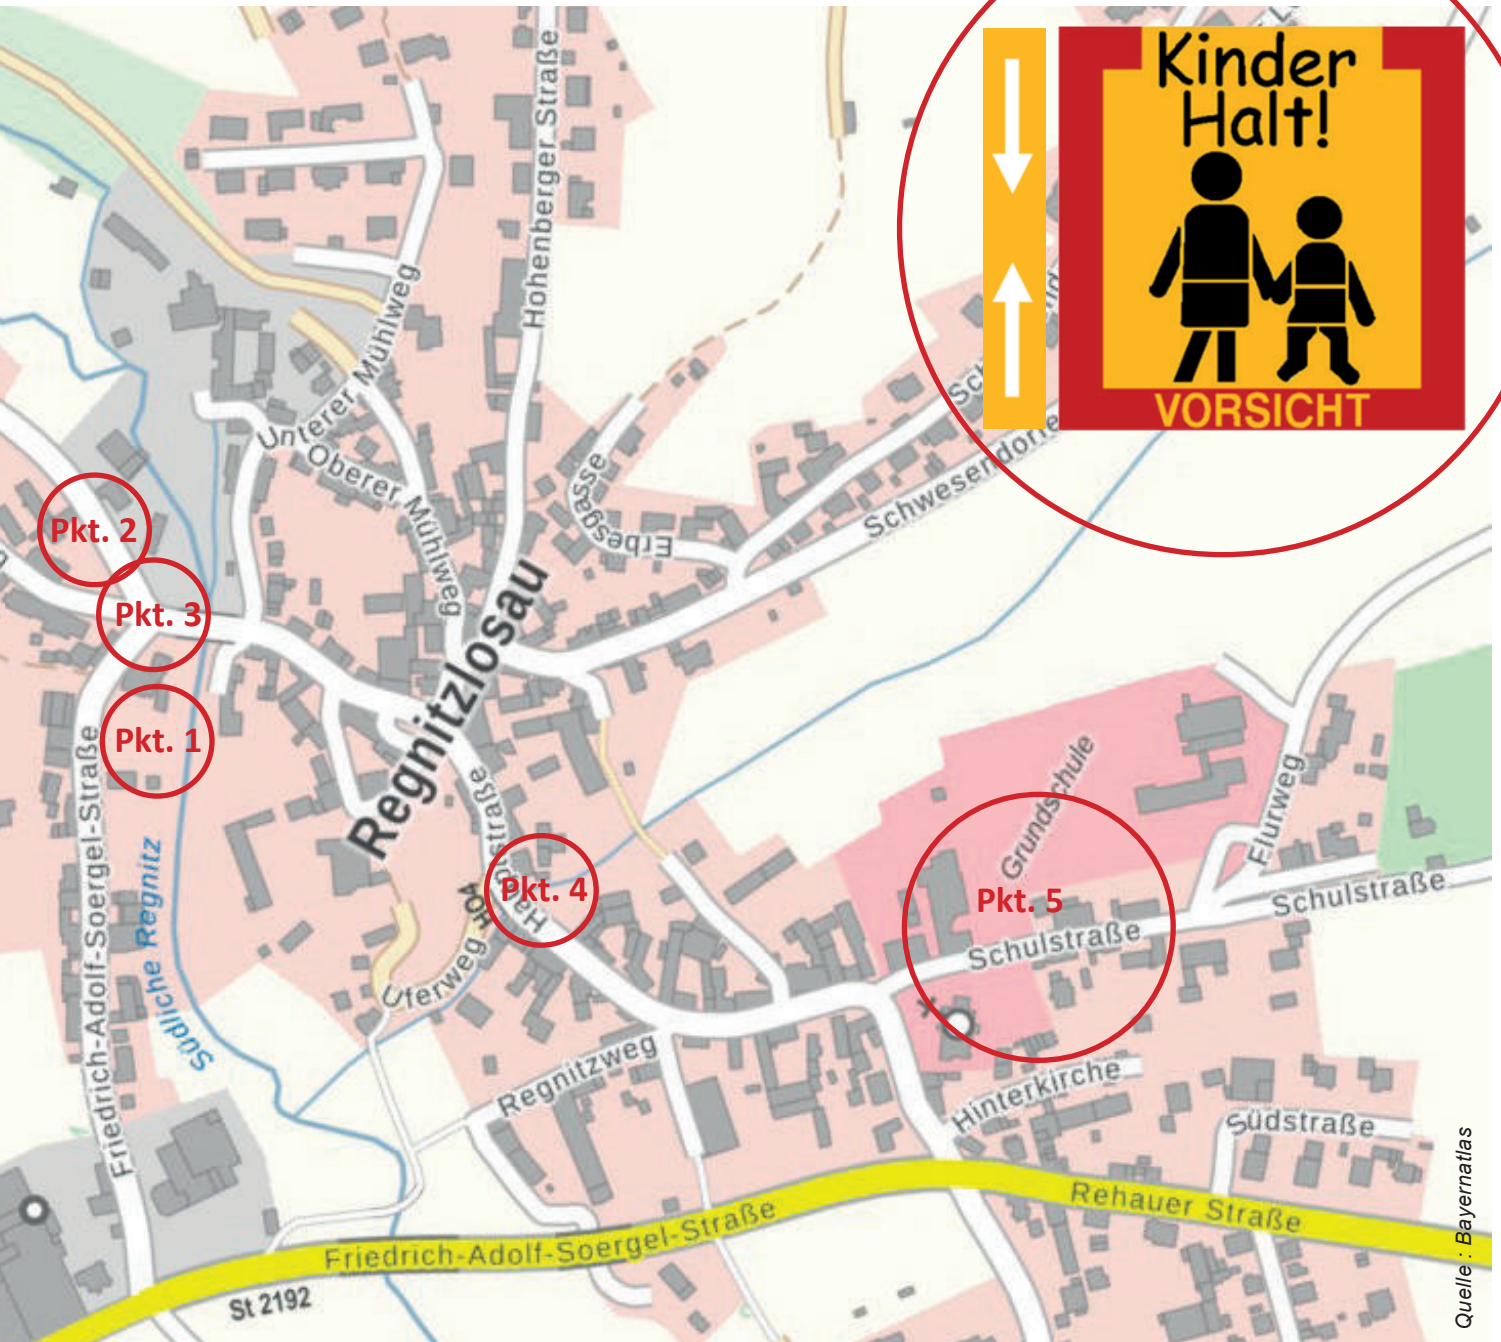 Kinder
Halt!
VORSICHT
Hohenberger Straße
Unterer Mühlweg
Oberer Mühlweg
Erbesgasse
Schwesendorfe
Pkt. 2
Pkt. 3
Pkt. 1
Regnitzlosau
Friedrich-Adolf-Soergel-Straße
Südliche Regnitz
Pkt. 4
HO4
Uferweg
Grundschule
Pkt. 5
Flurweg
Schulstraße
Schulstraße
Regnitzweg
Hinterkirche
Südstraße
Friedrich-Adolf-Soergel-Straße
Rehauer Straße
St 2192
Quelle : Bayernatlas